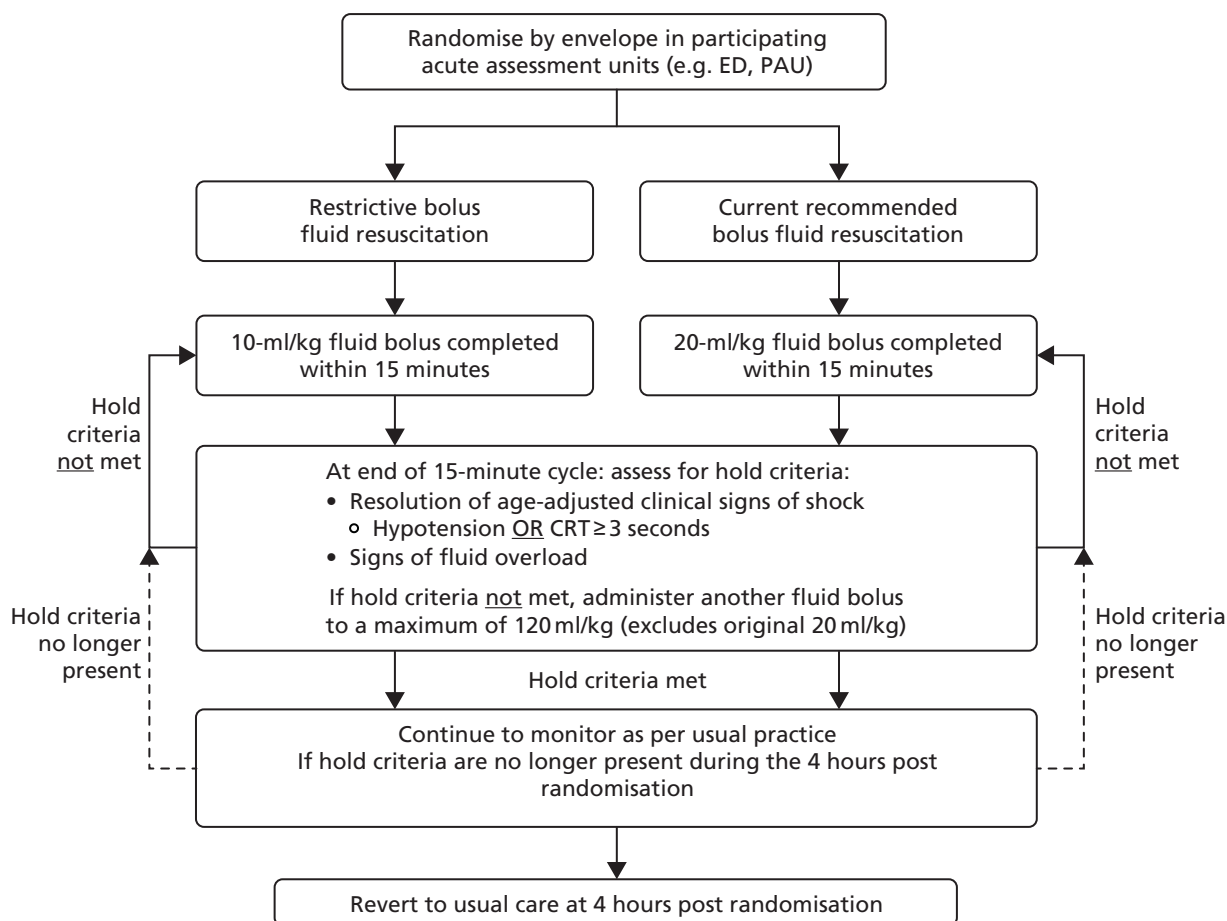 Randomise by envelope in participating
acute assessment units (e.g. ED, PAU)
Restrictive bolus
fluid resuscitation
Current recommended
bolus fluid resuscitation
10-ml/kg fluid bolus completed
within 15 minutes
20-ml/kg fluid bolus completed
within 15 minutes
Hold
criteria
not met
Hold
criteria
not met
At end of 15-minute cycle: assess for hold criteria:
• Resolution of age-adjusted clinical signs of shock
o Hypotension OR CRT ≥ 3 seconds
• Signs of fluid overload
If hold criteria not met, administer another fluid bolus
to a maximum of 120 ml/kg (excludes original 20 ml/kg)
Hold criteria
no longer
present
Hold criteria
no longer
present
Hold criteria met
Continue to monitor as per usual practice
If hold criteria are no longer present during the 4 hours post
randomisation
Revert to usual care at 4 hours post randomisation